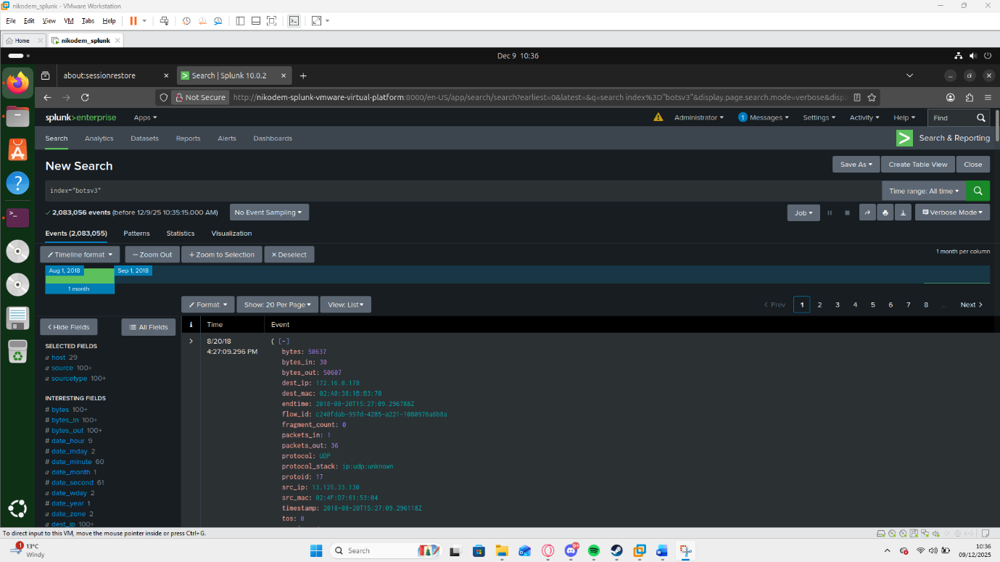 nikodem_splunk - VMware Workstation
File Edit View VM Tabs Help
Home nikodem_splunk
Dec 9 10:36
about:sessionrestore Search | Splunk 10.0.2
Not Secure http://nikodem-splunk-vmware-virtual-platform:8000/en-US/app/search/search?earliest=0&latest=&q=search index%3D"botsv3"&display.page.search.mode=verbose&dispa
splunk>enterprise Apps Administrator 1 Messages Settings Activity Help Find
Search Analytics Datasets Reports Alerts Dashboards Search & Reporting
New Search Save As Create Table View Close
index="botsv3" Time range: All time
2,083,056 events (before 12/9/25 10:35:15.000 AM) No Event Sampling Job Verbose Mode
Events (2,083,055) Patterns Statistics Visualization
Timeline format — Zoom Out + Zoom to Selection × Deselect 1 month per column
Aug 1, 2018 Sep 1, 2018
1 month
Format Show: 20 Per Page View: List < Prev 1 2 3 4 5 6 7 8 ... Next >
< Hide Fields All Fields i Time Event
SELECTED FIELDS
a host 29
a source 100+
a sourcetype 100+
INTERESTING FIELDS
# bytes 100+
# bytes_in 100+
# bytes_out 100+
# date_hour 9
# date_mday 2
# date_minute 60
a date_month 1
# date_second 61
a date_wday 2
# date_year 1
a date_zone 2
a dest_ip 100+
> 8/20/18
4:27:09.296 PM
{ [-]
bytes: 50637
bytes_in: 30
bytes_out: 50607
dest_ip: 172.16.0.178
dest_mac: 02:A0:38:1B:B3:70
endtime: 2018-08-20T15:27:09.296788Z
flow_id: c240fdab-997d-4285-a221-1080976a6b8a
fragment_count: 0
packets_in: 1
packets_out: 36
protocol: UDP
protocol_stack: ip:udp:unknown
protoid: 17
src_ip: 13.125.33.130
src_mac: 02:4F:D7:61:53:04
timestamp: 2018-08-20T15:27:09.296118Z
tos: 0
To direct input to this VM, move the mouse pointer inside or press Ctrl+G.
1 13°C
Windy
Search
9+
10:36
09/12/2025